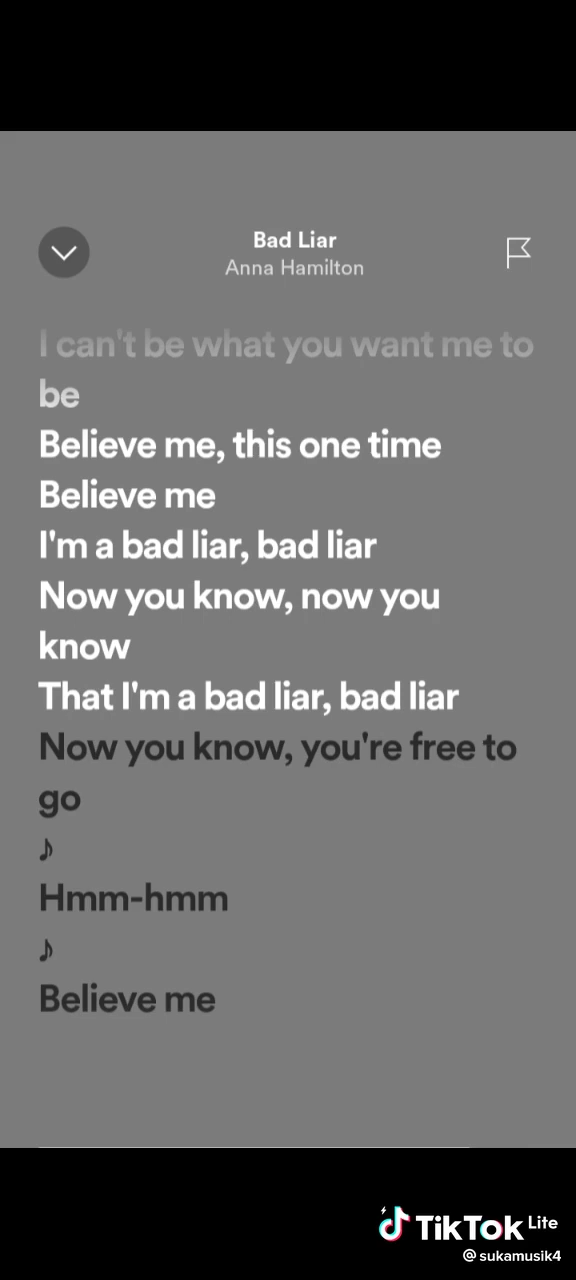 Bad Liar
Anna Hamilton
I can't be what you want me to
be
Believe me, this one time
Believe me
I'm a bad liar, bad liar
Now you know, now you
know
That I'm a bad liar, bad liar
Now you know, you're free to
go
♪
Hmm-hmm
♪
Believe me
TikTok Lite
@sukamusik4